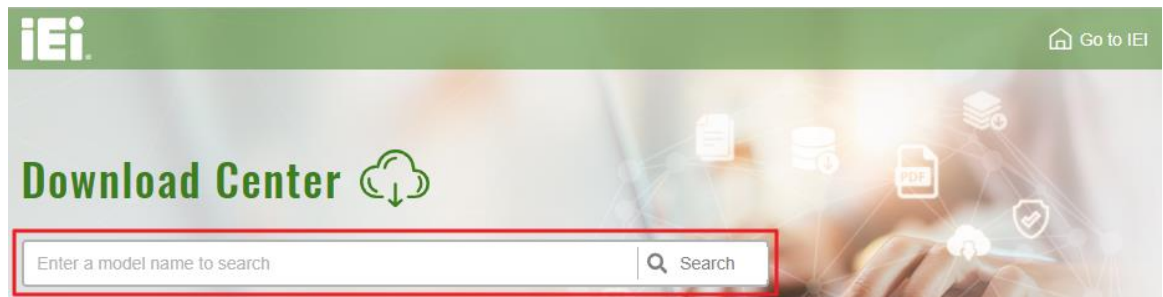 iEi.
Go to IEI
PDF
Download Center
Enter a model name to search
Search